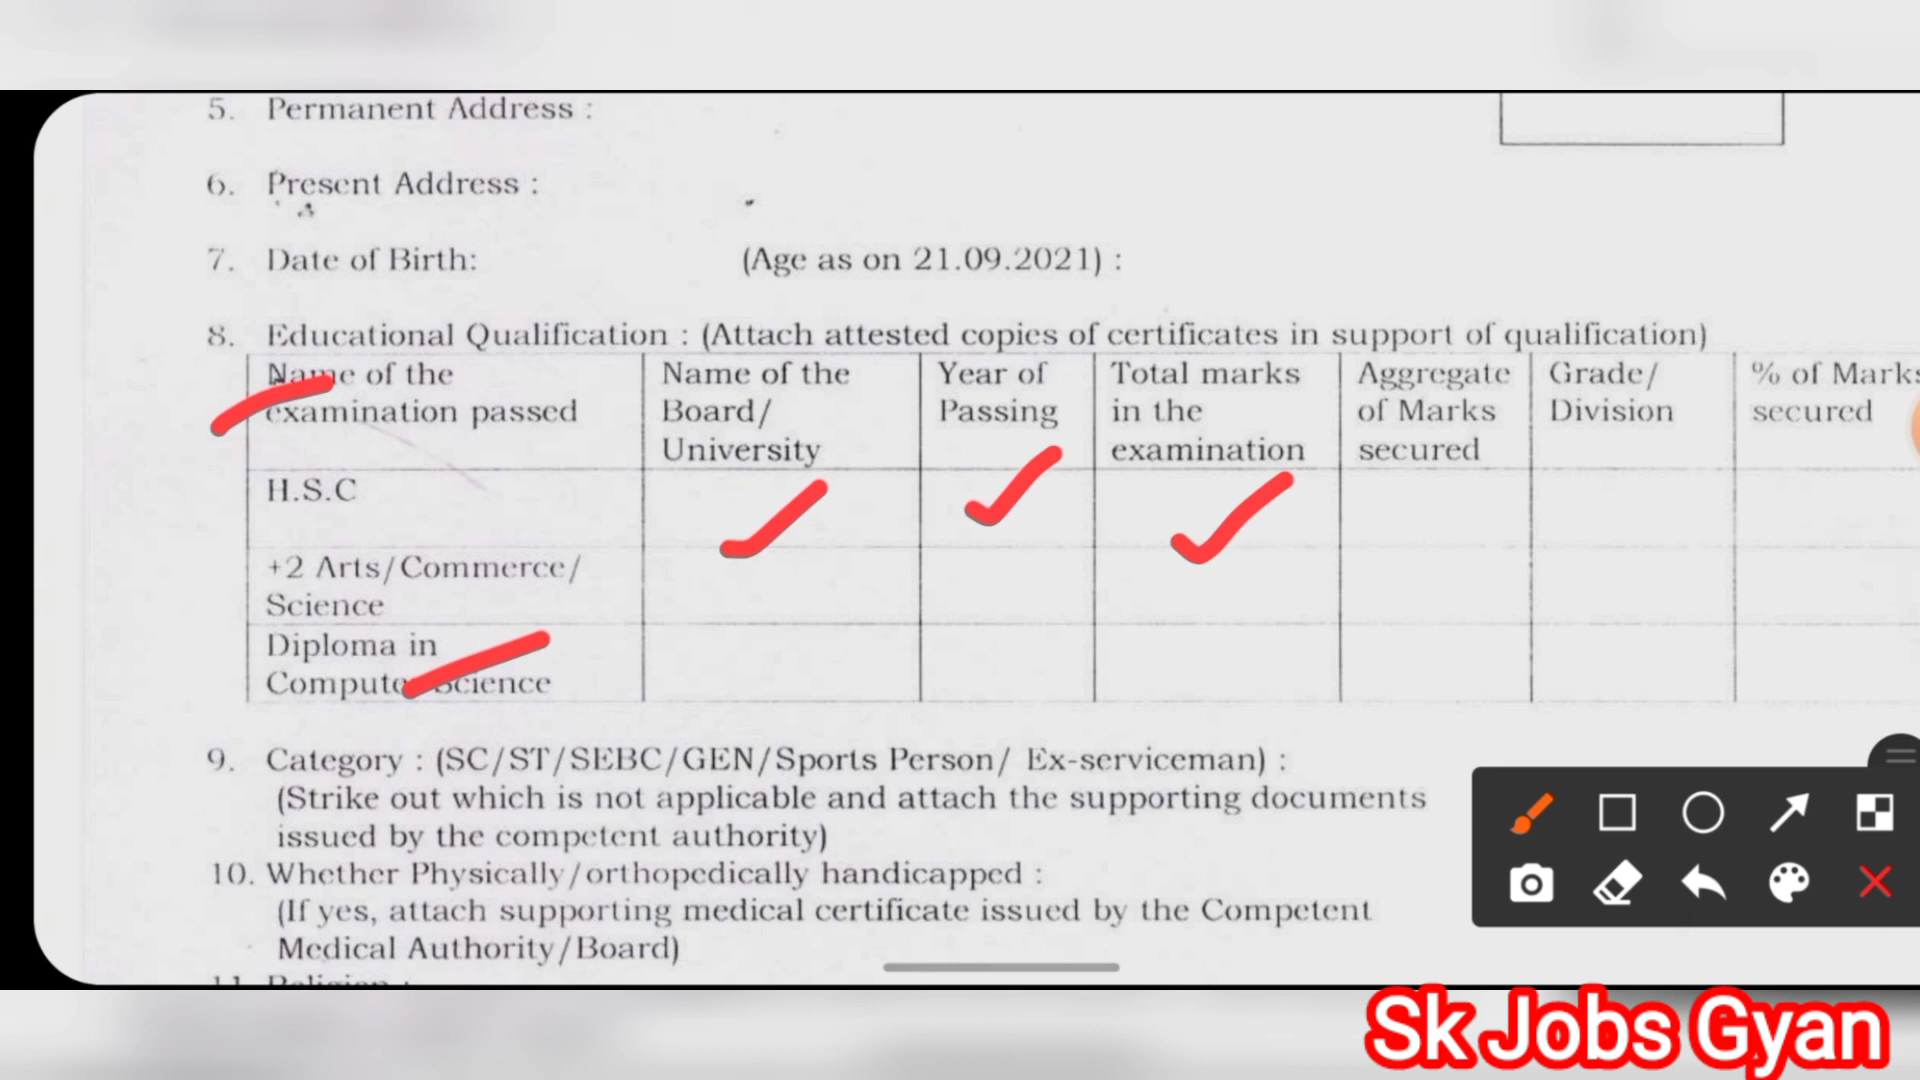 5. Permanent Address :
6. Present Address :
7. Date of Birth: (Age as on 21.09.2021) :
8. Educational Qualification : (Attach attested copies of certificates in support of qualification)
Name of the examination passed
Name of the Board/ University
Year of Passing
Total marks in the examination
Aggregate of Marks secured
Grade/ Division
% of Marks secured
H.S.C
+2 Arts/Commerce/
Science
Diploma in
Computer Science
9. Category : (SC/ST/SEBC/GEN/Sports Person/ Ex-serviceman) :
(Strike out which is not applicable and attach the supporting documents
issued by the competent authority)
10. Whether Physically/orthopedically handicapped :
(If yes, attach supporting medical certificate issued by the Competent
Medical Authority/Board)
11. Religion :
Sk Jobs Gyan